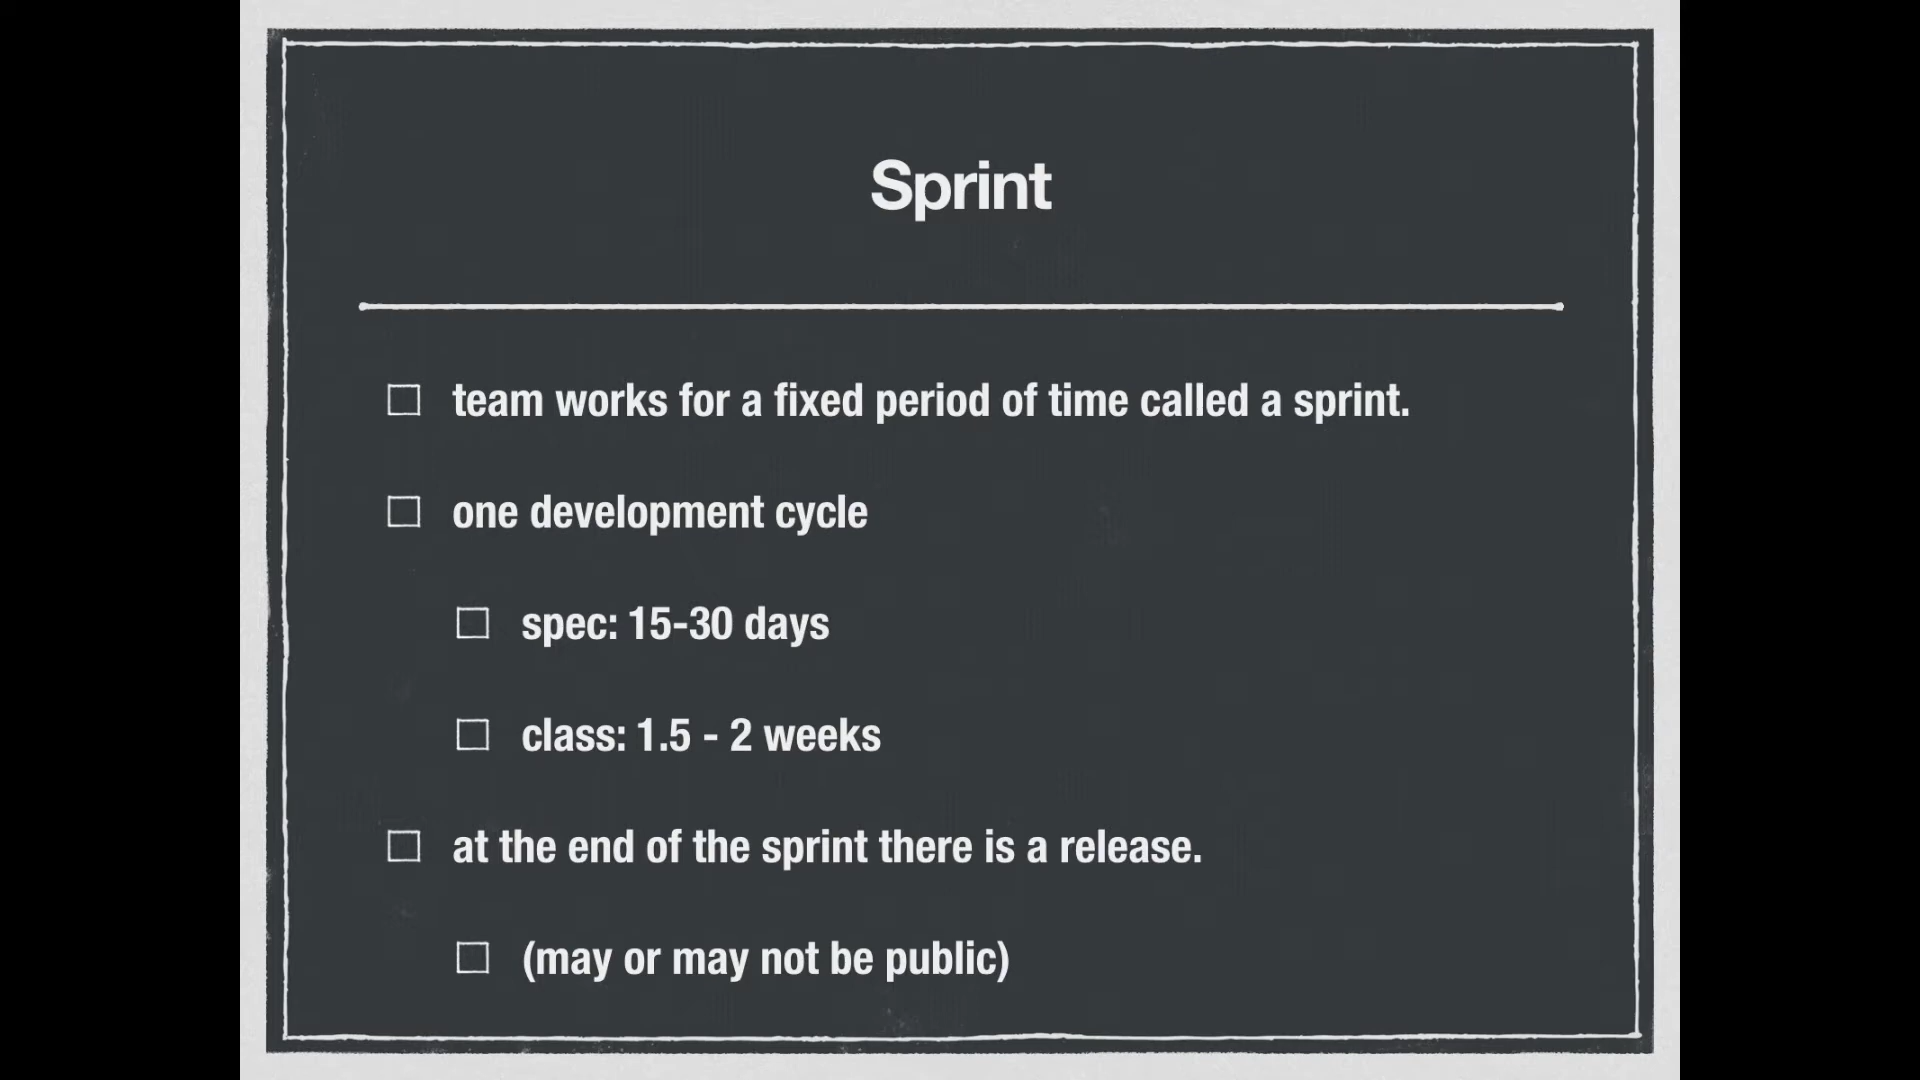 Sprint
team works for a fixed period of time called a sprint.
one development cycle
spec: 15-30 days
class: 1.5 - 2 weeks
at the end of the sprint there is a release.
(may or may not be public)